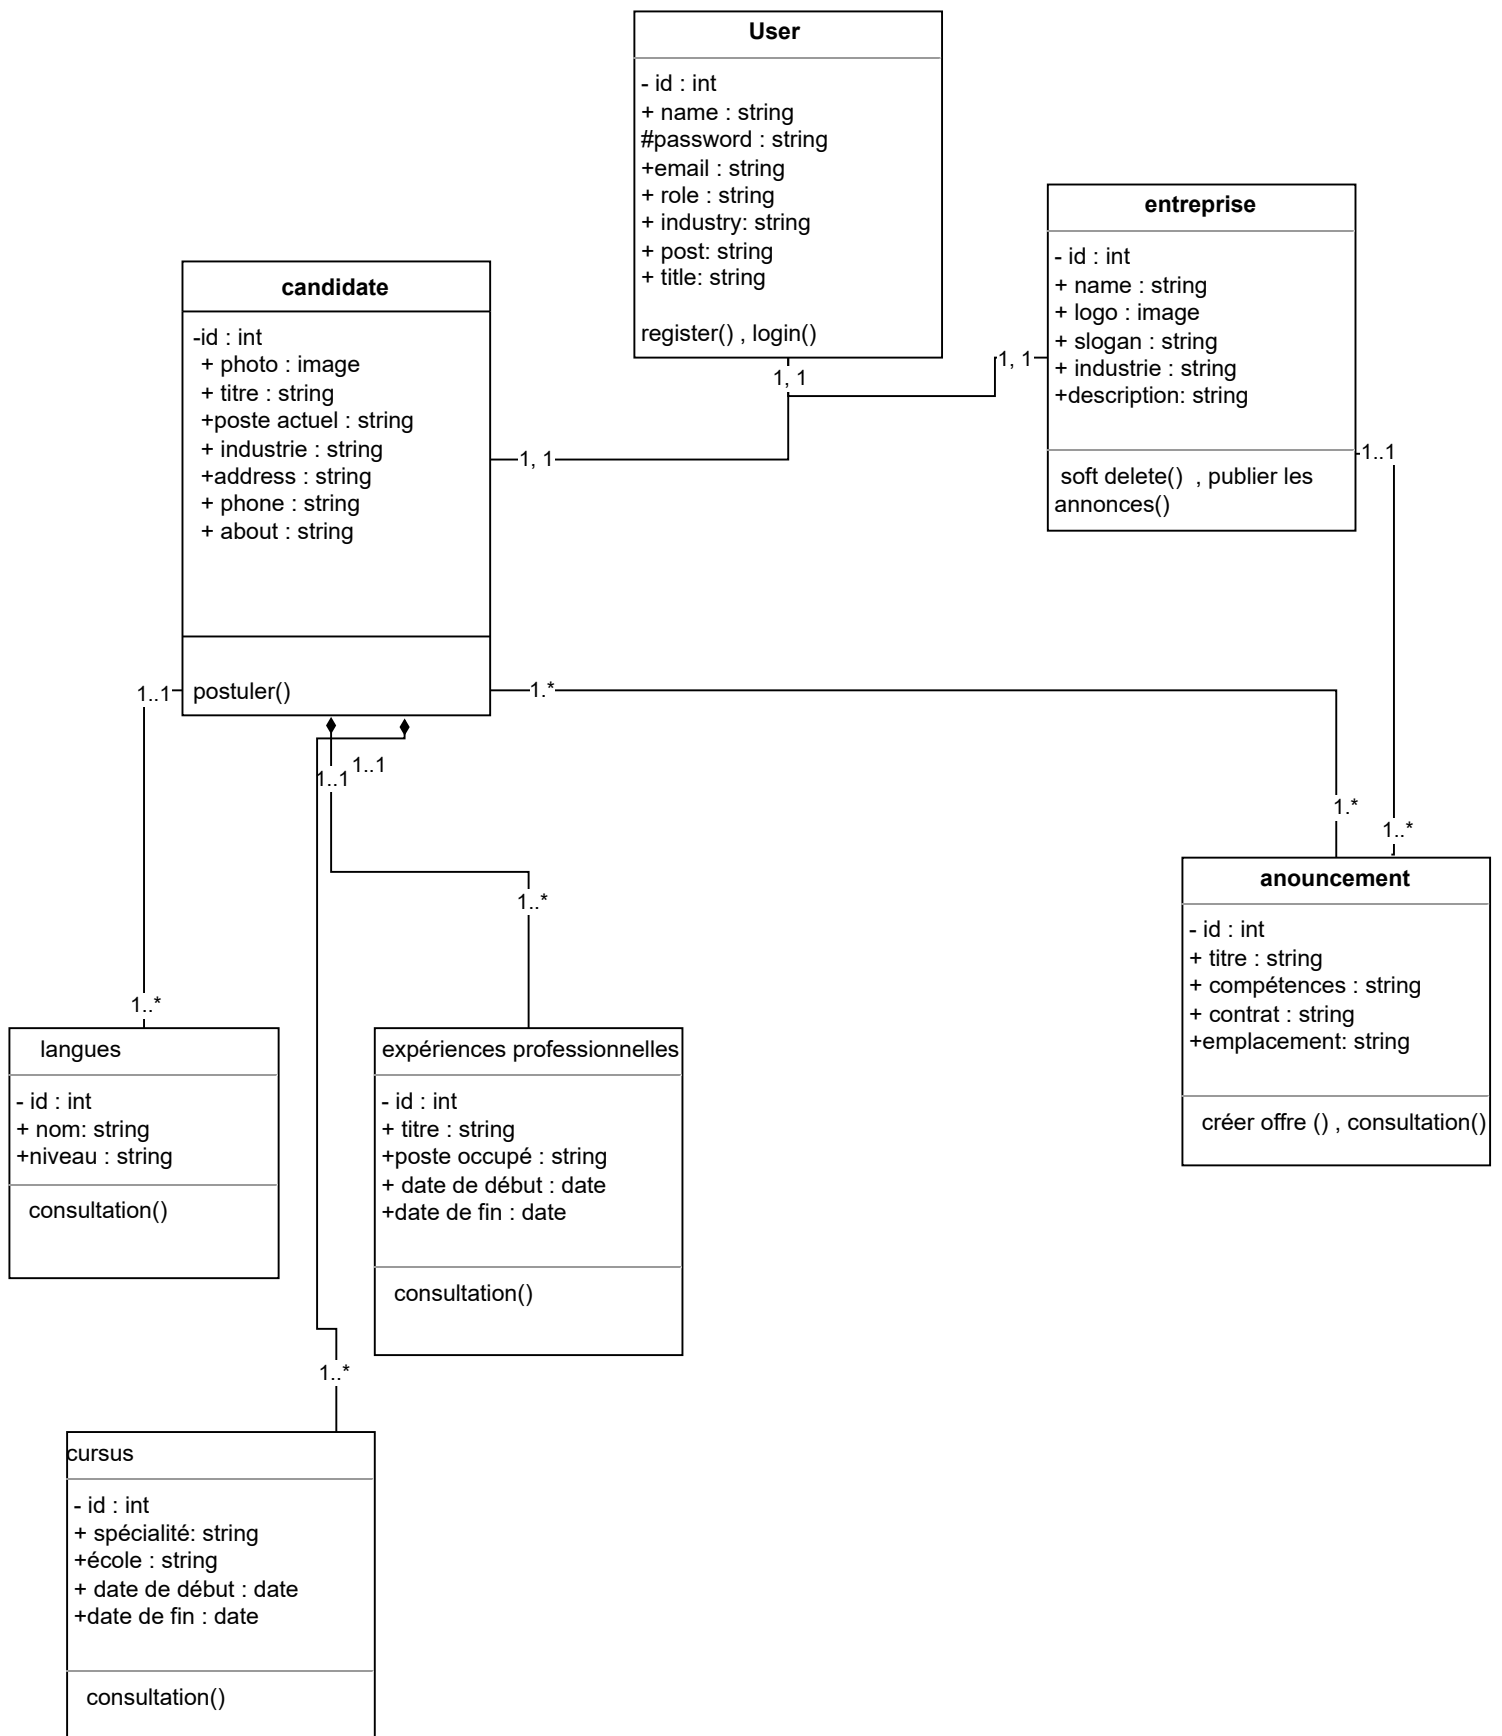 User
- id : int
+ name : string
#password : string
+email : string
+ role : string
+ industry: string
+ post: string
+ title: string
register() , login()
1, 1
entreprise
- id : int
+ name : string
+ logo : image
+ slogan : string
+ industrie : string
+description: string
soft delete()  , publier les
annonces()
1, 1
1..1
candidate
-id : int
+ photo : image
+ titre : string
+poste actuel : string
+ industrie : string
+address : string
+ phone : string
+ about : string
postuler()
1, 1
1..1
1.*
1..1
1..1
1.*
1..*
anouncement
- id : int
+ titre : string
+ compétences : string
+ contrat : string
+emplacement: string
créer offre () , consultation()
1..*
langues
- id : int
+ nom: string
+niveau : string
consultation()
1..*
expériences professionnelles
- id : int
+ titre : string
+poste occupé : string
+ date de début : date
+date de fin : date
consultation()
1..*
cursus
- id : int
+ spécialité: string
+école : string
+ date de début : date
+date de fin : date
consultation()